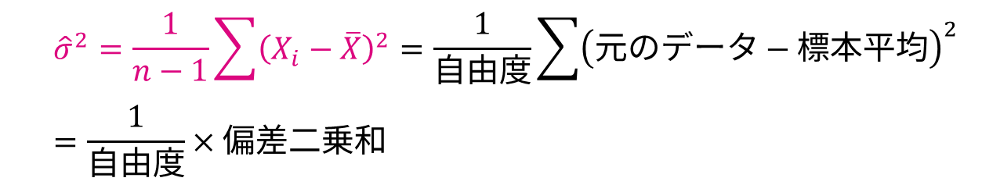 σ̂² = 1/(n − 1) ∑ (Xᵢ − X̄)² = 1/自由度 ∑ (元のデータ − 標本平均)²
= 1/自由度 × 偏差二乗和